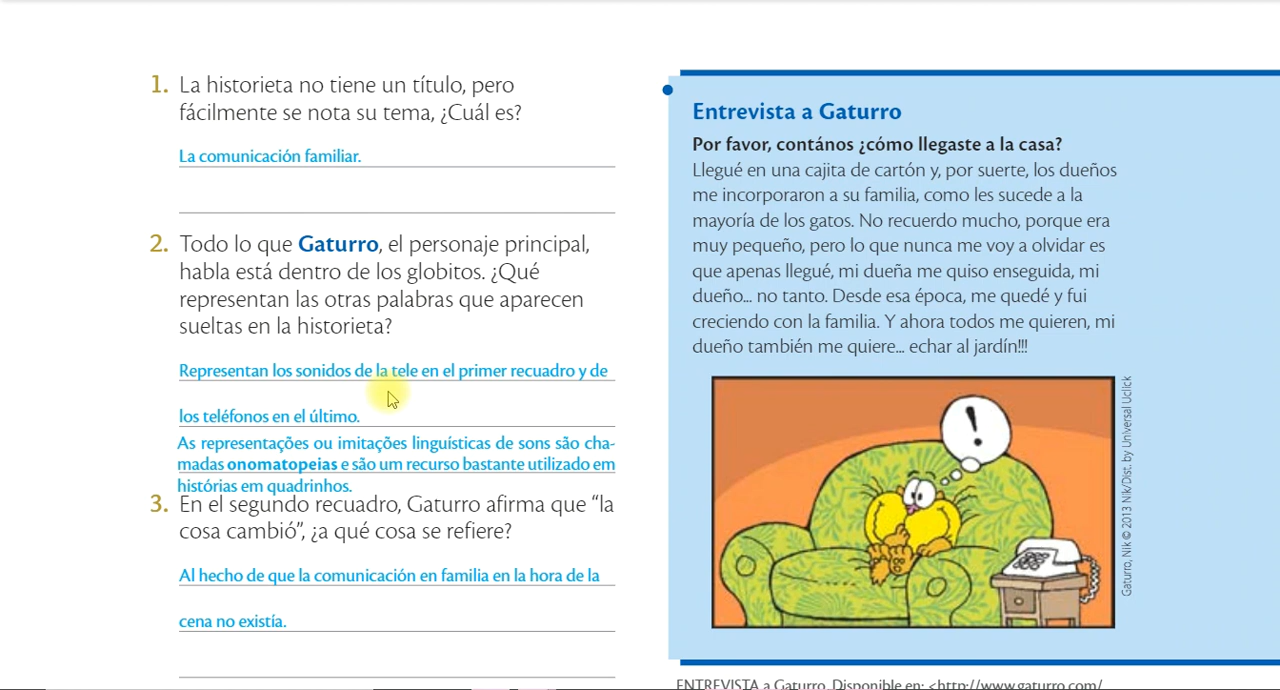 1. La historieta no tiene un título, pero
fácilmente se nota su tema, ¿Cuál es?
La comunicación familiar.
2. Todo lo que Gaturro, el personaje principal,
habla está dentro de los globitos. ¿Qué
representan las otras palabras que aparecen
sueltas en la historieta?
Representan los sonidos de la tele en el primer recuadro y de
los teléfonos en el último.
As representações ou imitações linguísticas de sons são cha-
madas onomatopeias e são um recurso bastante utilizado em
histórias em quadrinhos.
3. En el segundo recuadro, Gaturro afirma que “la
cosa cambió”, ¿a qué cosa se refiere?
Al hecho de que la comunicación en familia en la hora de la
cena no existía.
Entrevista a Gaturro
Por favor, contános ¿cómo llegaste a la casa?
Llegué en una cajita de cartón y, por suerte, los dueños
me incorporaron a su familia, como les sucede a la
mayoría de los gatos. No recuerdo mucho, porque era
muy pequeño, pero lo que nunca me voy a olvidar es
que apenas llegué, mi dueña me quiso enseguida, mi
dueño... no tanto. Desde esa época, me quedé y fui
creciendo con la familia. Y ahora todos me quieren, mi
dueño también me quiere... echar al jardín!!!
!
Gaturro, Nik © 2013 Nik/Dist. by Universal Uclick
ENTREVISTA a Gaturro. Disponible en: <http://www.gaturro.com/